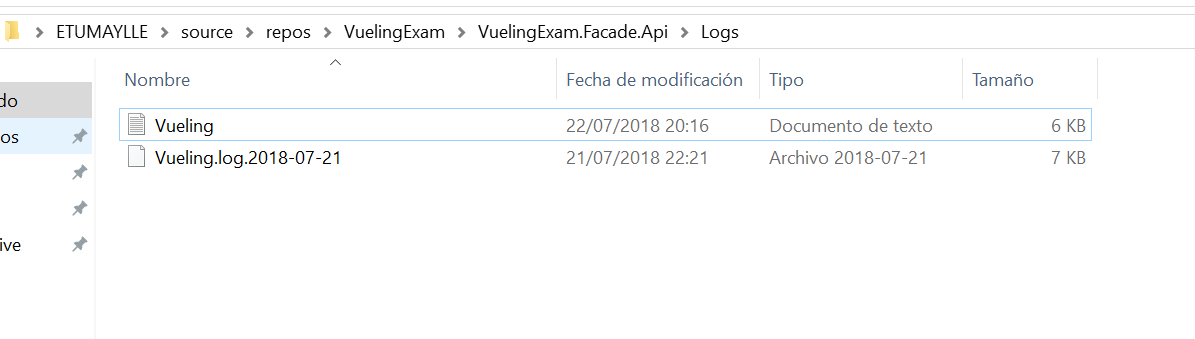 ETUMAYLLE > source > repos > VuelingExam > VuelingExam.Facade.Api > Logs
Nombre Fecha de modificación Tipo Tamaño
do
os Vueling 22/07/2018 20:16 Documento de texto 6 KB
Vueling.log.2018-07-21 21/07/2018 22:21 Archivo 2018-07-21 7 KB
ive